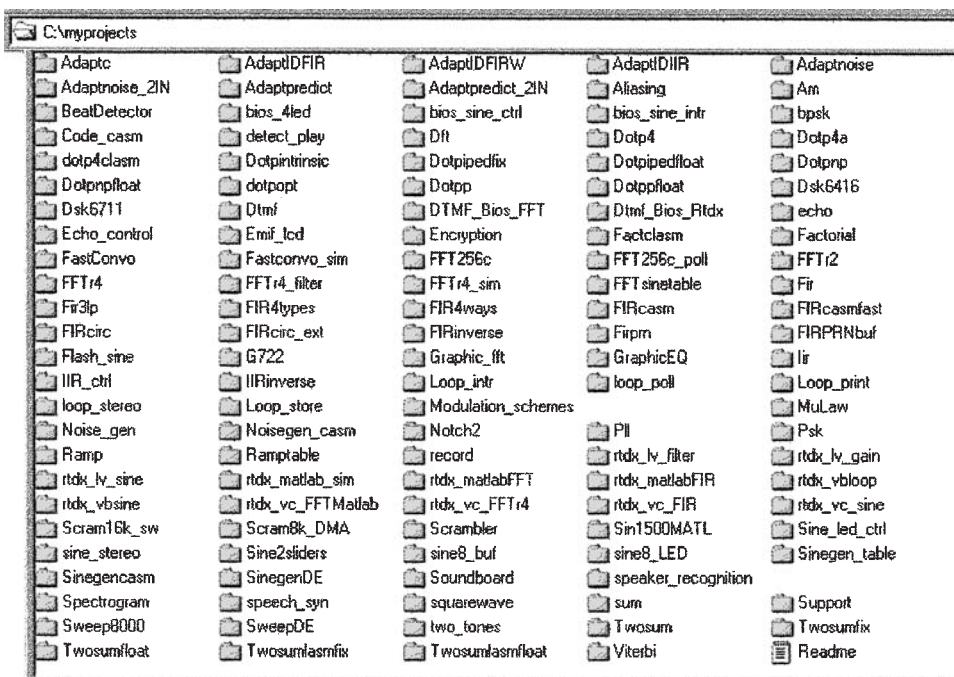 C:\myprojects
Adaptc AdaptIDFIR AdaptIDFIRW AdaptIDIIR Adaptnoise
Adaptnoise_2IN Adaptpredict Adaptpredict_2IN Aliasing Am
BeatDetector bios_4led bios_sine_ctrl bios_sine_intr bpsk
Code_casm detect_play Dft Dotp4 Dotp4a
dotp4clasm Dotpintrinsic Dotpipedfix Dotpipedfloat Dotpnp
Dotpnpfloat dotpopt Dotpp Dotppfloat Dsk6416
Dsk6711 Dtmf DTMF_Bios_FFT Dtmf_Bios_Rtdx echo
Echo_control Emif_lcd Encryption Factclasm Factorial
FastConvo Fastconvo_sim FFT256c FFT256c_poll FFTr2
FFTr4 FFTr4_filter FFTr4_sim FFTsinetable Fir
Fir3lp FIR4types FIR4ways FIRcasm FIRcasmfast
FIRcirc FIRcirc_ext FIRinverse Firprn FIRPRNbuf
Flash_sine G722 Graphic_fft GraphicEQ Iir
IIR_ctrl IIRinverse Loop_intr loop_poll Loop_print
loop_stereo Loop_store Modulation_schemes MuLaw
Noise_gen Noisegen_casm Notch2 Pll Psk
Ramp Ramptable record rtdx_lv_filter rtdx_lv_gain
rtdx_lv_sine rtdx_matlab_sim rtdx_matlabFFT rtdx_matlabFIR rtdx_vbloop
rtdx_vbsine rtdx_vc_FFTMatlab rtdx_vc_FFTr4 rtdx_vc_FIR rtdx_vc_sine
Scram16k_sw Scram8k_DMA Scrambler Sin1500MATL Sine_led_ctrl
sine_stereo Sine2sliders sine8_buf sine8_LED Sinegen_table
Sinegencasm SinegenDE Soundboard speaker_recognition
Spectrogram speech_syn squarewave sum Support
Sweep8000 SweepDE two_tones Twosum Twosumfix
Twosumfloat Twosumlasmfix Twosumlasmfloat Viterbi Readme